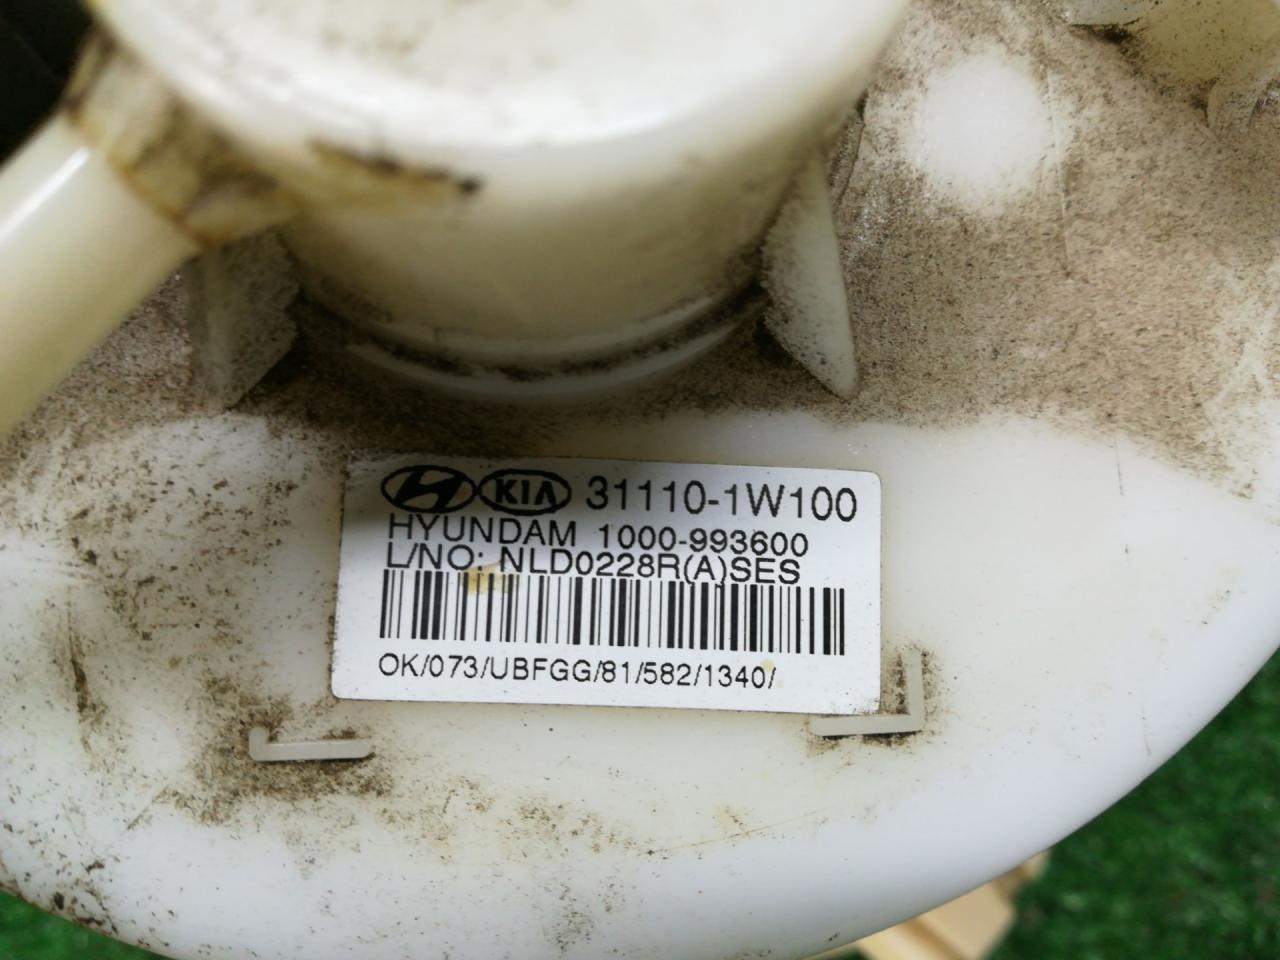 KIA 31110-1W100
HYUNDAM 1000-993600
L/NO: NLD0228R(A)SES
OK/073/UBFGG/81/582/1340/